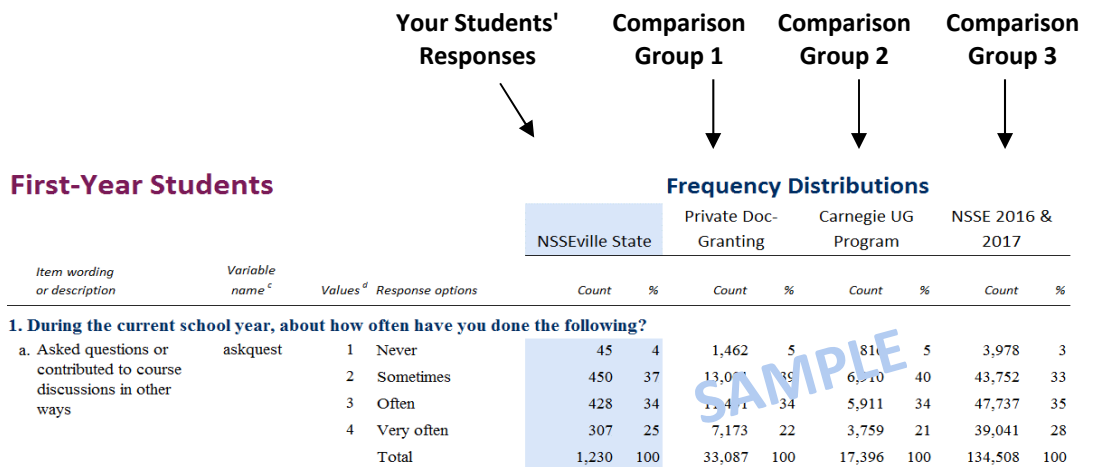 Your Students' Comparison Comparison Comparison
Responses Group 1 Group 2 Group 3
First-Year Students Frequency Distributions
Private Doc- Carnegie UG NSSE 2016 &
NSSEville State Granting Program 2017
Item wording Variable
or description name c Values d Response options Count % Count % Count % Count %
1. During the current school year, about how often have you done the following?
a. Asked questions or askquest 1 Never 45 4 1,462 5 5 3,978 3
contributed to course
discussions in other 2 Sometimes 450 37 39 40 43,752 33
ways 3 Often 428 34 34 5,911 34 47,737 35
4 Very often 307 25 7,173 22 3,759 21 39,041 28
Total 1,230 100 33,087 100 17,396 100 134,508 100
SAMPLE